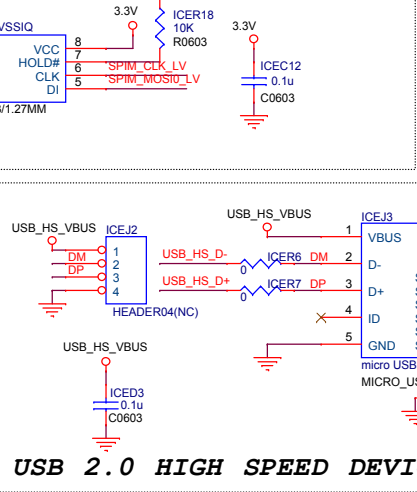 3.3V
ICER18
10K
R0603
VSSIQ
VCC 8
HOLD# 7
CLK 6 SPIM_CLK_LV
DI 5 SPIM_MOSI0_LV
/1.27MM
3.3V
ICEC12
0.1u
C0603
USB_HS_VBUS
ICEJ2
1
DM 2
DP 3
4
HEADER04(NC)
USB_HS_VBUS
ICEJ3
1 VBUS
USB_HS_D- ICER6 DM 2 D-
0
USB_HS_D+ ICER7 DP 3 D+
0
4 ID
5 GND
micro USB
MICRO_US
USB_HS_VBUS
ICED3
0.1u
C0603
USB 2.0 HIGH SPEED DEVI